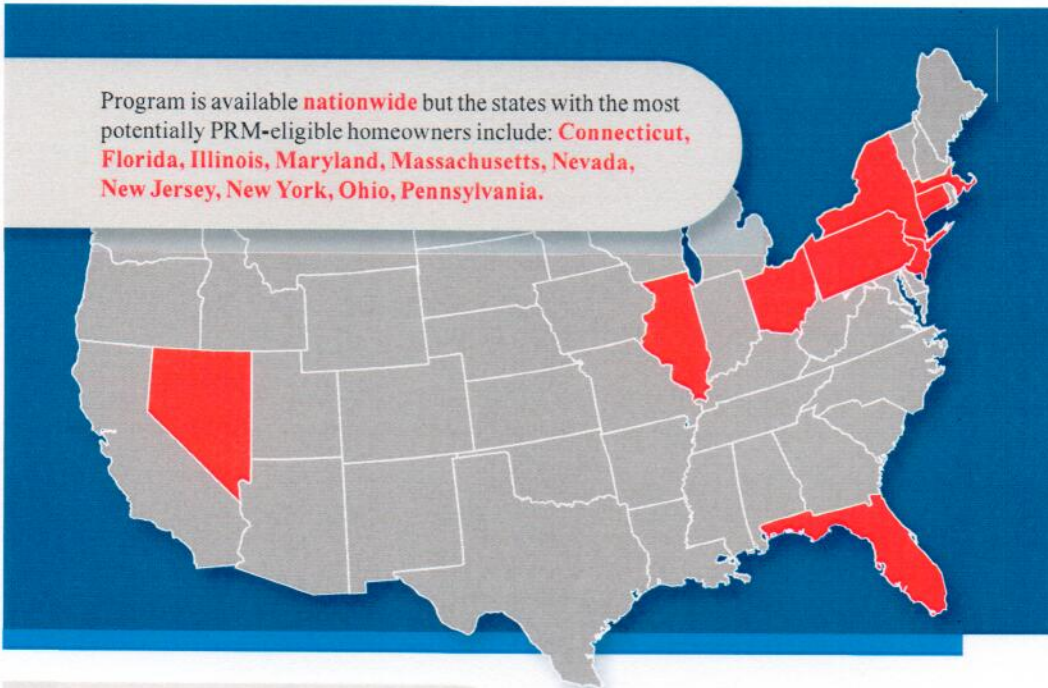 Program is available nationwide but the states with the most
potentially PRM-eligible homeowners include: Connecticut,
Florida, Illinois, Maryland, Massachusetts, Nevada,
New Jersey, New York, Ohio, Pennsylvania.